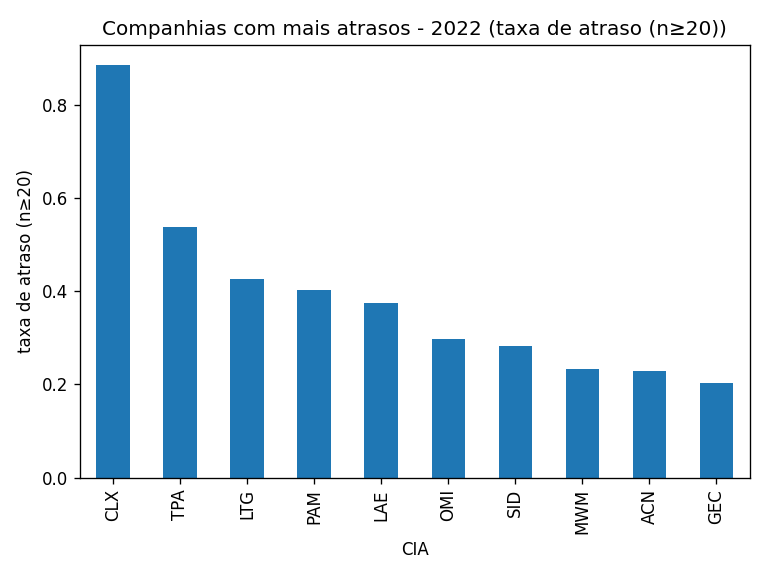 Companhias com mais atrasos - 2022 (taxa de atraso (n≥20))
taxa de atraso (n≥20)
0.8
0.6
0.4
0.2
0.0
CLX
TPA
LTG
PAM
LAE
OMI
SID
MWM
ACN
GEC
CIA